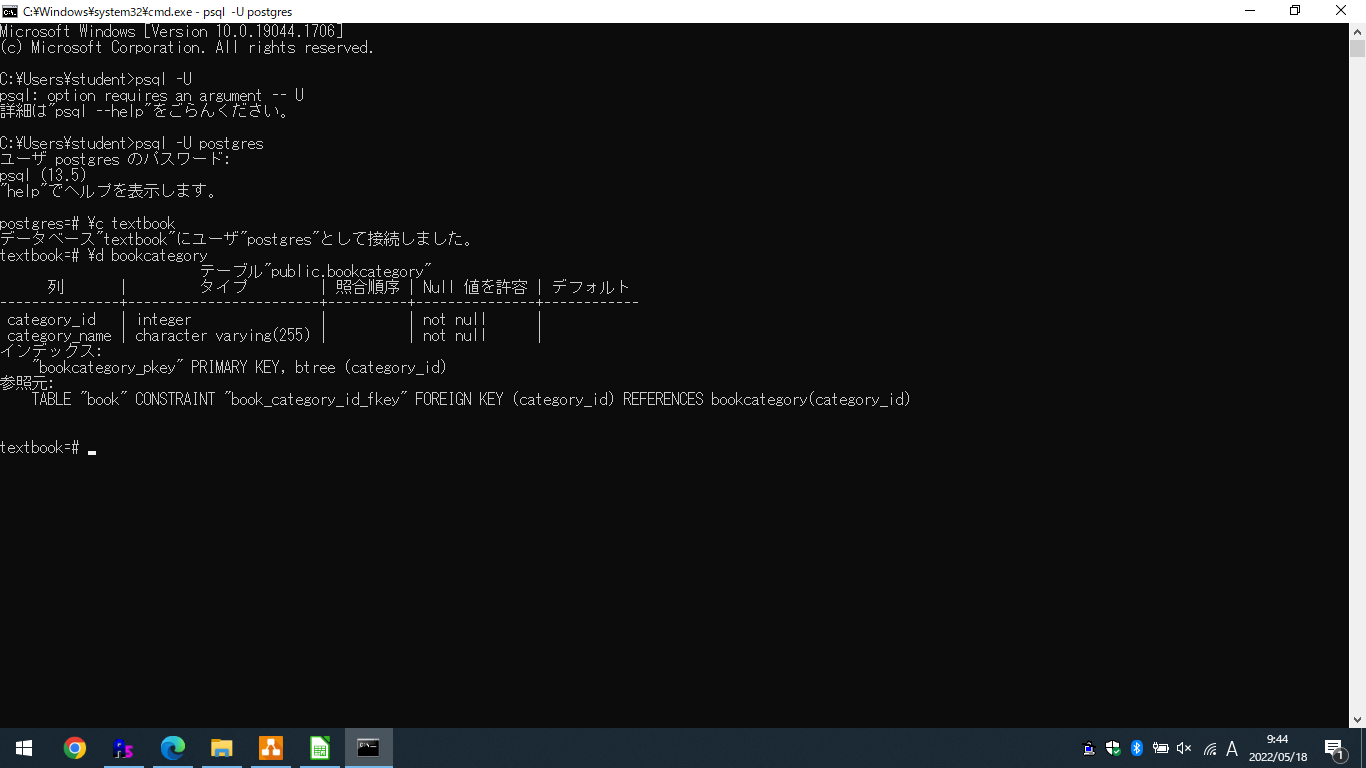 C:¥Windows¥system32¥cmd.exe - psql -U postgres
Microsoft Windows [Version 10.0.19044.1706]
(c) Microsoft Corporation. All rights reserved.
C:¥Users¥student>psql -U
psql: option requires an argument -- U
詳細は"psql --help"をごらんください。
C:¥Users¥student>psql -U postgres
ユーザ postgres のパスワード:
psql (13.5)
"help"でヘルプを表示します。
postgres=# ¥c textbook
データベース"textbook"にユーザ"postgres"として接続しました。
textbook=# ¥d bookcategory
テーブル"public.bookcategory"
列 | タイプ | 照合順序 | Null 値を許容 | デフォルト
---------------+------------------------+----------+---------------+------------
category_id | integer | | not null |
category_name | character varying(255) | | not null |
インデックス:
"bookcategory_pkey" PRIMARY KEY, btree (category_id)
参照元:
TABLE "book" CONSTRAINT "book_category_id_fkey" FOREIGN KEY (category_id) REFERENCES bookcategory(category_id)
textbook=#
A
9:44
2022/05/18
1